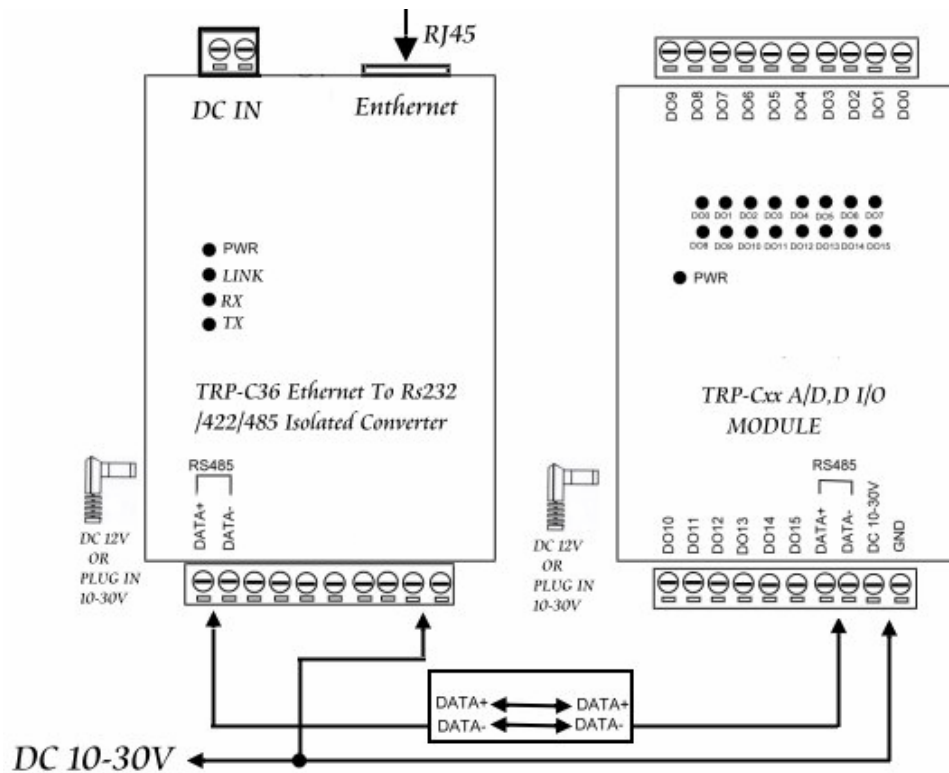 RJ45
DC IN
Enthernet
DO9
DO8
DO7
DO6
DO5
DO4
DO3
DO2
DO1
DO0
DO0 DO1 DO2 DO3 DO4 DO5 DO6 DO7
DO8 DO9 DO10 DO11 DO12 DO13 DO14 DO15
PWR
LINK
RX
TX
PWR
TRP-C36 Ethernet To Rs232
/422/485 Isolated Converter
TRP-Cxx A/D,D I/O
MODULE
RS485
DATA+
DATA-
DC 12V
OR
PLUG IN
10-30V
RS485
DO10
DO11
DO12
DO13
DO14
DO15
DATA+
DATA-
DC 10-30V
GND
DC 12V
OR
PLUG IN
10-30V
DATA+ DATA+
DATA- DATA-
DC 10-30V